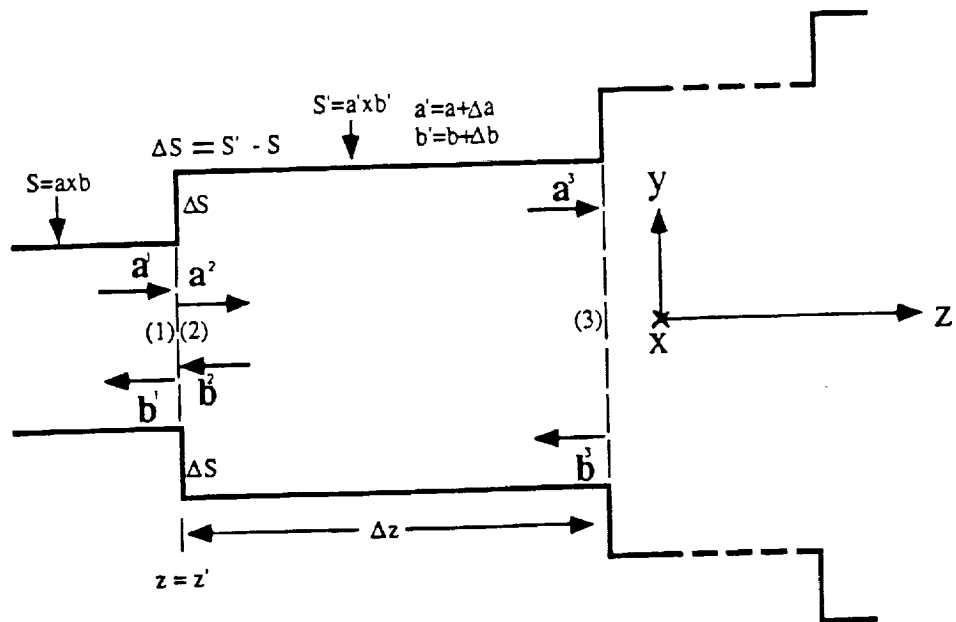 S'=a'xb'
a'=a+Δa
b'=b+Δb
ΔS = S' - S
S=axb
ΔS
a³
y
a¹
a²
(1)
(2)
(3)
x
z
b¹
b²
b³
ΔS
Δz
z = z'